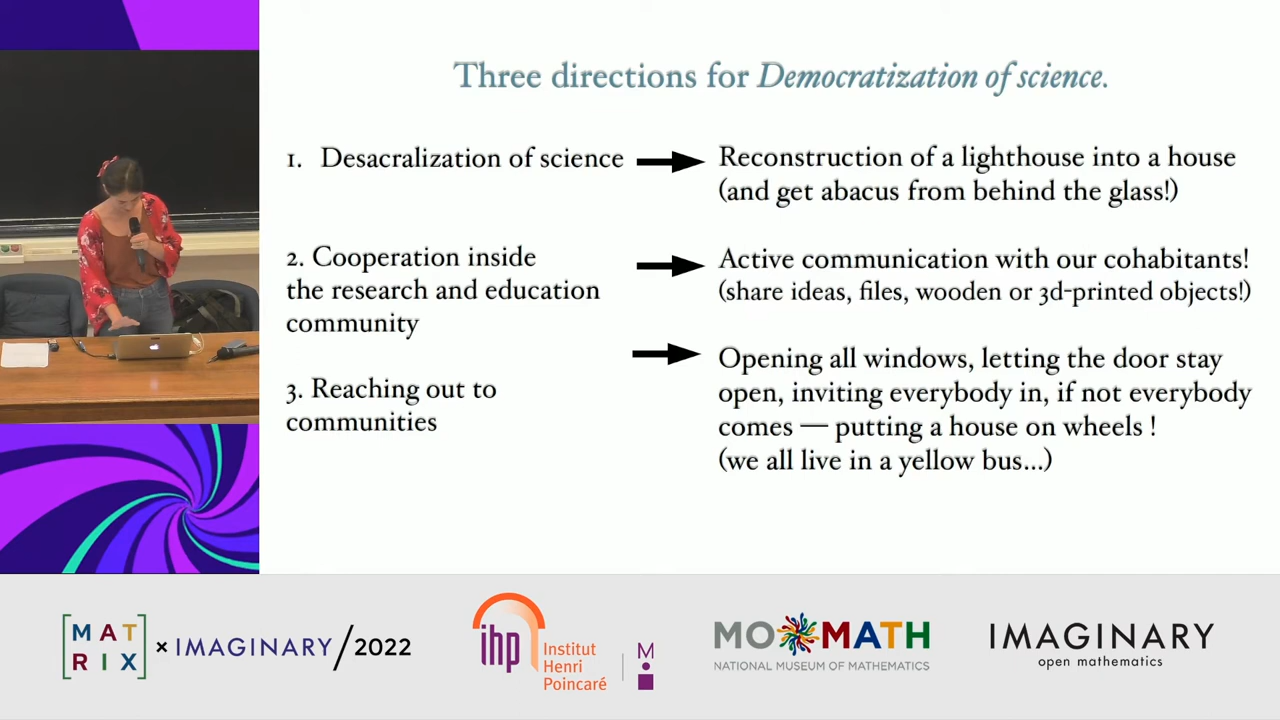 Three directions for Democratization of science.
1. Desacralization of science
Reconstruction of a lighthouse into a house
(and get abacus from behind the glass!)
2. Cooperation inside
the research and education
community
Active communication with our cohabitants!
(share ideas, files, wooden or 3d-printed objects!)
3. Reaching out to
communities
Opening all windows, letting the door stay
open, inviting everybody in, if not everybody
comes — putting a house on wheels !
(we all live in a yellow bus...)
MAT
RIX
× IMAGINARY/2022
ihp
Institut
Henri
Poincaré
M
MOMATH
NATIONAL MUSEUM OF MATHEMATICS
IMAGINARY
open mathematics